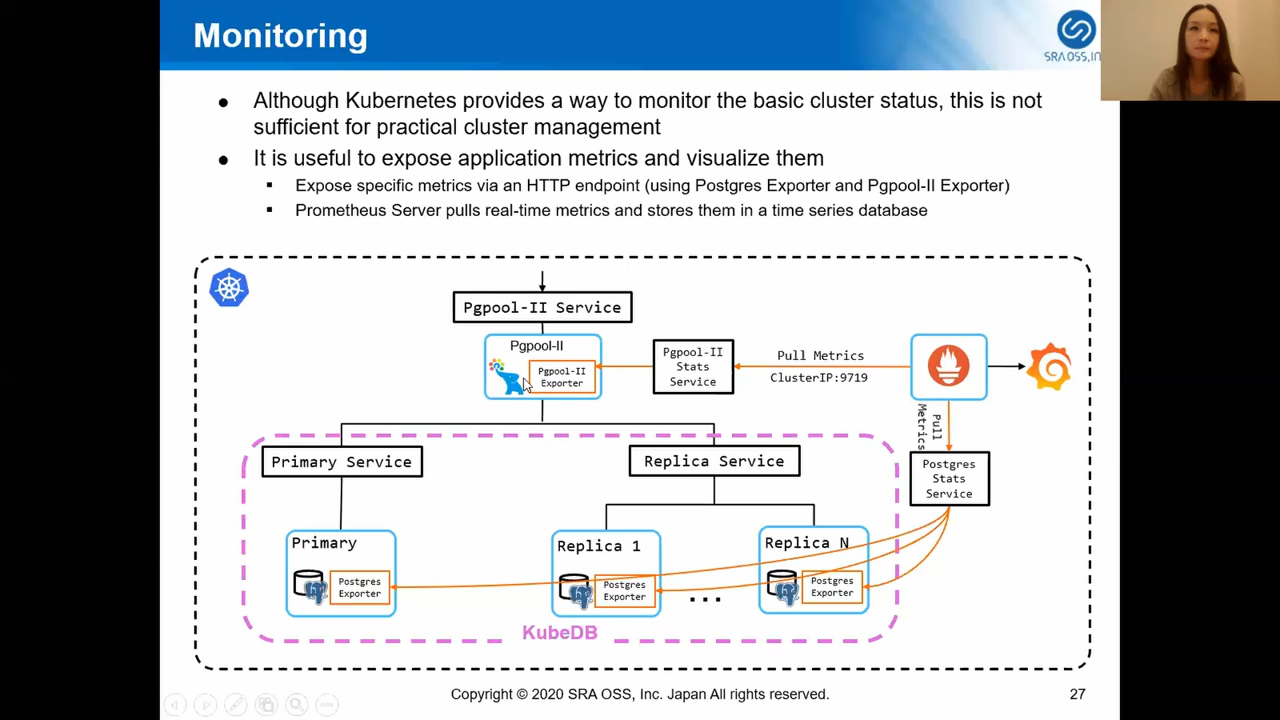 Monitoring
SRA OSS, IN
Although Kubernetes provides a way to monitor the basic cluster status, this is not
sufficient for practical cluster management
It is useful to expose application metrics and visualize them
Expose specific metrics via an HTTP endpoint (using Postgres Exporter and Pgpool-II Exporter)
Prometheus Server pulls real-time metrics and stores them in a time series database
Pgpool-II Service
Pgpool-II
Pgpool-II
Exporter
Pgpool-II
Stats
Service
Pull Metrics
ClusterIP:9719
Pull
Metrics
Primary Service
Replica Service
Postgres
Stats
Service
Primary
Postgres
Exporter
Replica 1
Postgres
Exporter
...
Replica N
Postgres
Exporter
KubeDB
Copyright © 2020 SRA OSS, Inc. Japan All rights reserved.
27